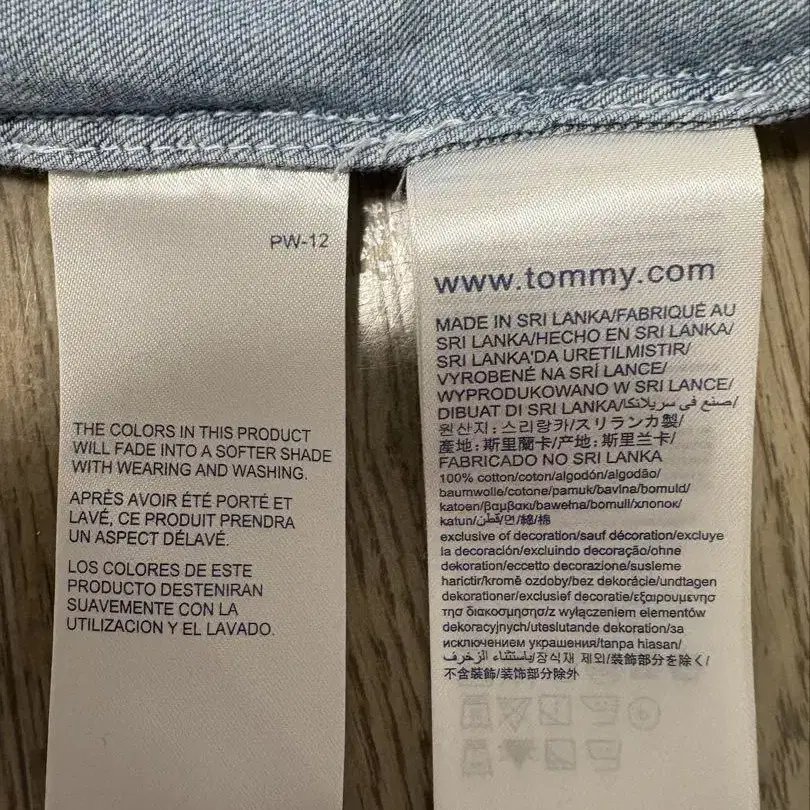 PW-12
THE COLORS IN THIS PRODUCT
WILL FADE INTO A SOFTER SHADE
WITH WEARING AND WASHING.
APRÈS AVOIR ÉTÉ PORTÉ ET
LAVÉ, CE PRODUIT PRENDRA
UN ASPECT DÉLAVÉ.
LOS COLORES DE ESTE
PRODUCTO DESTENIRAN
SUAVEMENTE CON LA
UTILIZACION Y EL LAVADO.
www.tommy.com
MADE IN SRI LANKA/FABRIQUÉ AU
SRI LANKA/HECHO EN SRI LANKA/
SRI LANKA'DA URETILMISTIR/
VYROBENÉ NA SRÍ LANCE/
WYPRODUKOWANO W SRI LANCE/
DIBUAT DI SRI LANKA/صنع في سريلانكا/
원산지: 스리랑카/スリランカ製/
產地: 斯里蘭卡/产地: 斯里兰卡/
FABRICADO NO SRI LANKA
100% cotton/coton/algodón/algodão/
baumwolle/cotone/pamuk/bavlna/bomuld/
katoen/βαμβακι/bawełna/bomull/хлопок/
katun/قطن/면/綿/棉
exclusive of decoration/sauf décoration/excluye
la decoración/excluindo decoração/ohne
dekoration/eccetto decorazione/susleme
harictir/kromě ozdoby/bez dekorácie/undtagen
dekorationer/exclusief decoratie/εξαιρουμενησ
τησ διακοσμησησ/z wyłączeniem elementów
dekoracyjnych/uteslutande dekoration/за
исключением украшения/tanpa hiasan/
باستثناء الزخرف/장식재 제외/装飾部分を除く/
不含裝飾/装饰部分除外